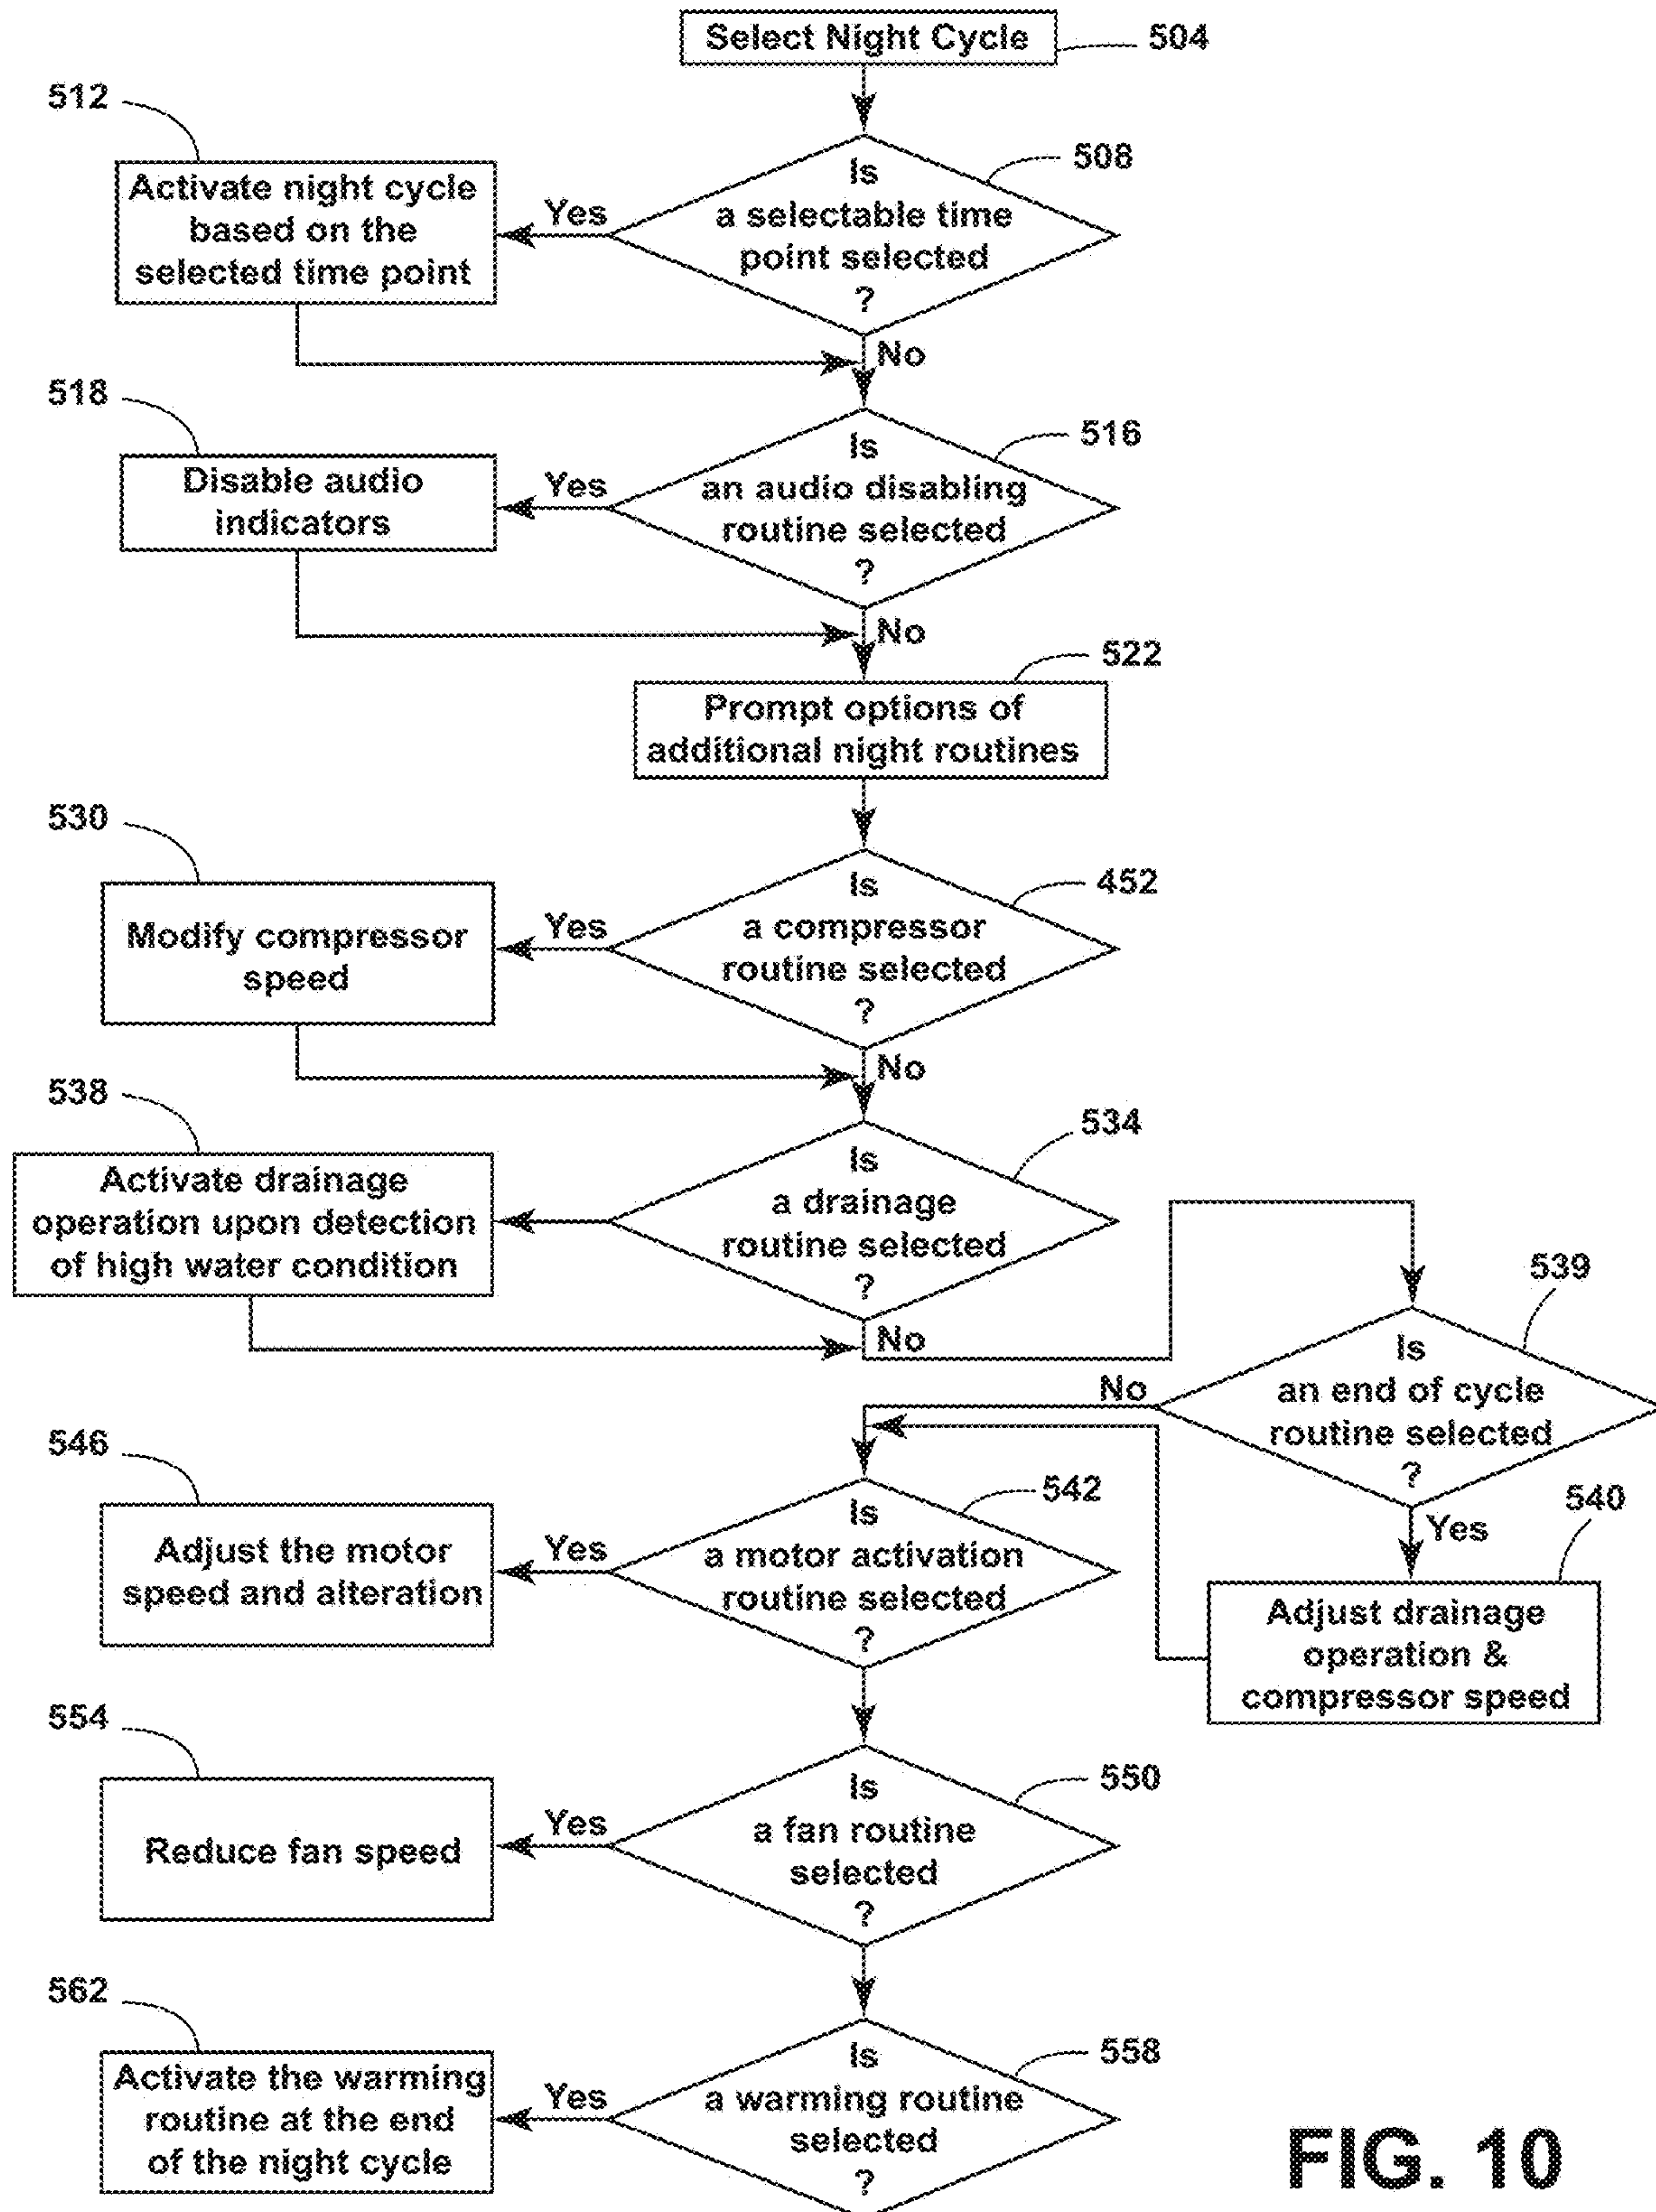 Select Night Cycle
504
512
Activate night cycle
based on the
selected time point
Yes
Is
a selectable time
point selected
?
508
No
518
Disable audio
indicators
Yes
Is
an audio disabling
routine selected
?
516
No
522
Prompt options of
additional night routines
530
Modify compressor
speed
Yes
Is
a compressor
routine selected
?
452
No
538
Activate drainage
operation upon detection
of high water condition
Is
a drainage
routine selected
?
534
No
539
Is
an end of cycle
routine selected
?
No
Yes
540
Adjust drainage
operation &
compressor speed
546
Adjust the motor
speed and alteration
Yes
Is
a motor activation
routine selected
?
542
554
Reduce fan speed
Yes
Is
a fan routine
selected
?
550
562
Activate the warming
routine at the end
of the night cycle
Yes
Is
a warming routine
selected
?
558
FIG. 10